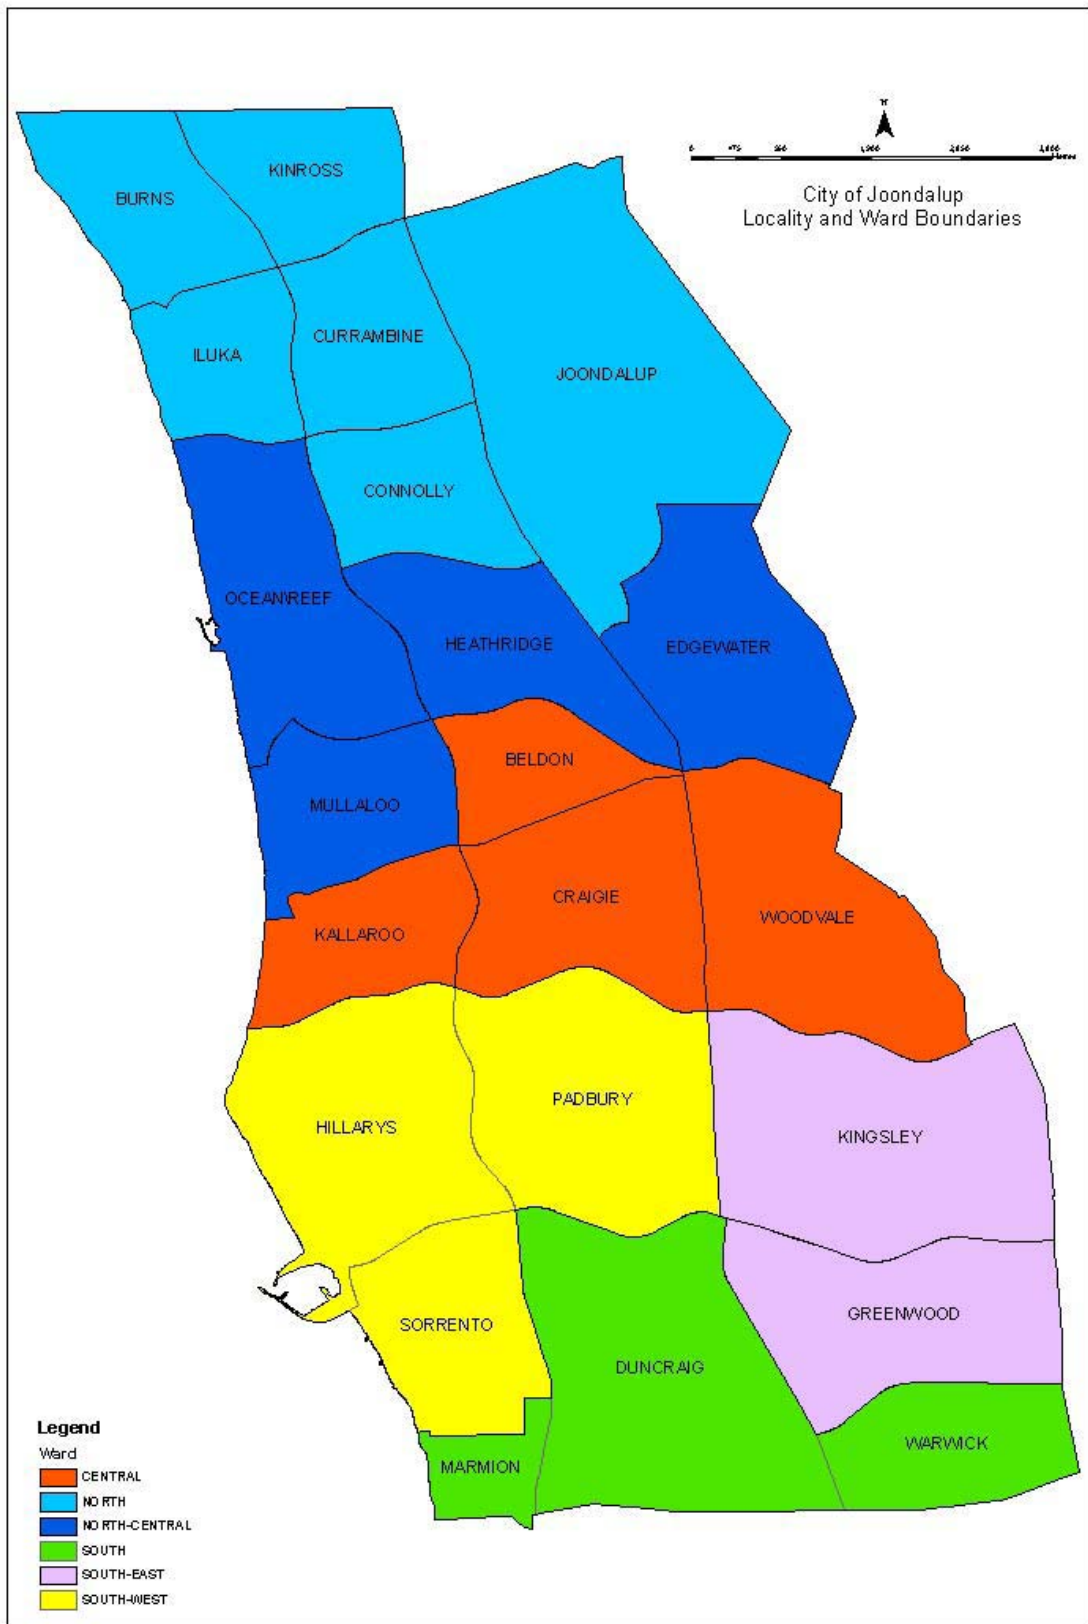 N
City of Joondalup
Locality and Ward Boundaries
KINROSS
BURNS
CURRAMBINE
ILUKA
JOONDALUP
CONNOLLY
OCEAN REEF
HEATHRIDGE
EDGEWATER
BELDON
MULLALOO
CRAIGIE
WOODVALE
KALLAROO
PADBURY
HILLARYS
KINGSLEY
GREENWOOD
SORRENTO
DUNCRAIG
WARWICK
MARMION
Legend
Ward
CENTRAL
NORTH
NORTH-CENTRAL
SOUTH
SOUTH-EAST
SOUTH-WEST